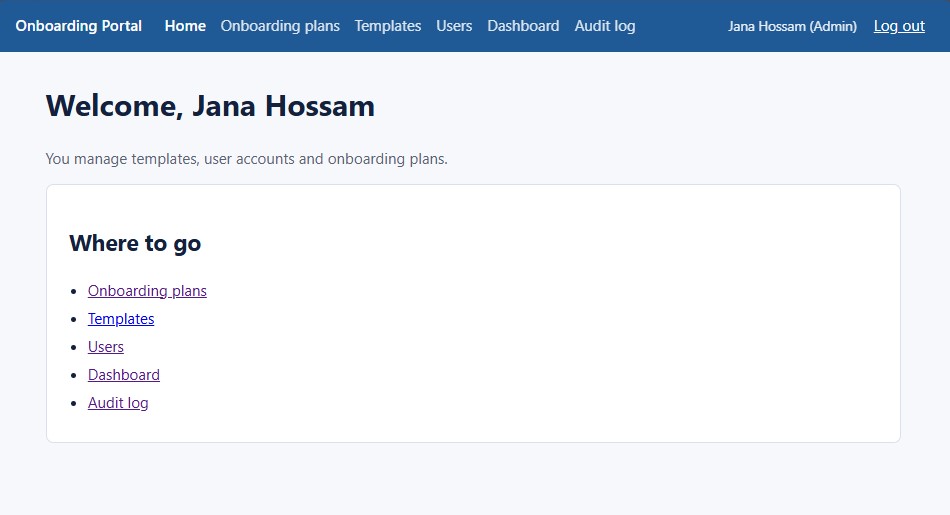 Onboarding Portal Home Onboarding plans Templates Users Dashboard Audit log Jana Hossam (Admin) Log out
Welcome, Jana Hossam
You manage templates, user accounts and onboarding plans.
Where to go
Onboarding plans
Templates
Users
Dashboard
Audit log